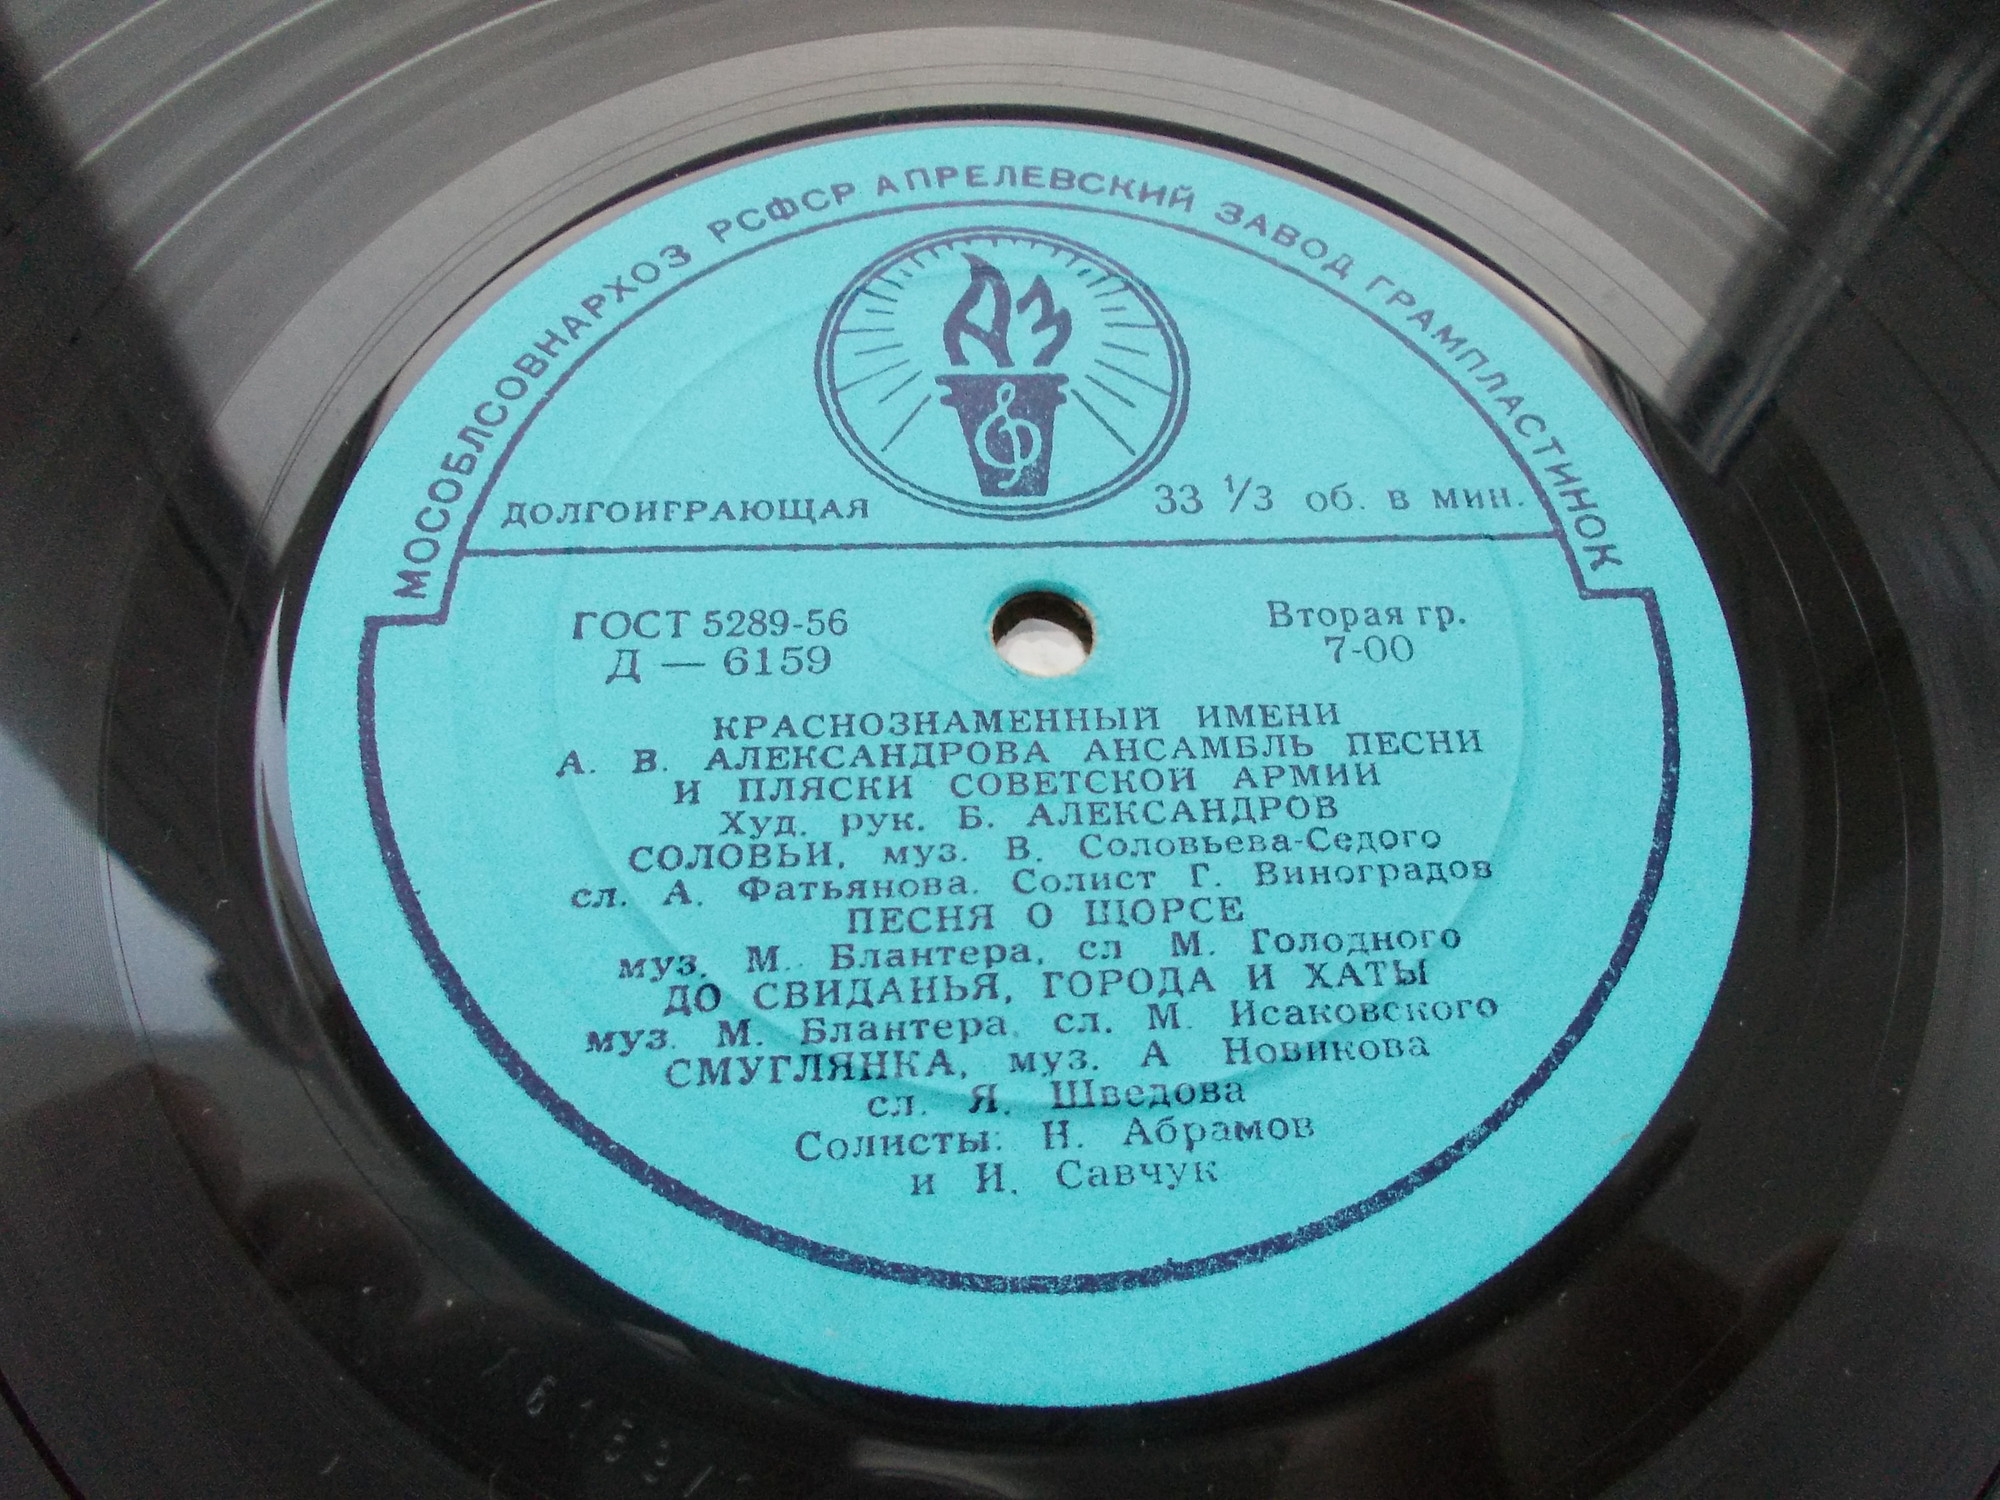 МОСОБЛСОВНАРХОЗ РСФСР АПРЕЛЕВСКИЙ ЗАВОД ГРАМПЛАСТИНОК
АЗ
ДОЛГОИГРАЮЩАЯ 33 1/3 об. в мин.
ГОСТ 5289-56 Вторая гр.
Д — 6159 7-00
КРАСНОЗНАМЕННЫЙ ИМЕНИ
А. В. АЛЕКСАНДРОВА АНСАМБЛЬ ПЕСНИ
И ПЛЯСКИ СОВЕТСКОЙ АРМИИ
Худ. рук. Б. АЛЕКСАНДРОВ
СОЛОВЬИ, муз. В. Соловьева-Седого
сл. А. Фатьянова. Солист Г. Виноградов
ПЕСНЯ О ЩОРСЕ
муз. М. Блантера, сл М. Голодного
ДО СВИДАНЬЯ, ГОРОДА И ХАТЫ
муз. М. Блантера, сл. М. Исаковского
СМУГЛЯНКА, муз. А Новикова
сл. Я. Шведова
Солисты: Н. Абрамов
и И. Савчук